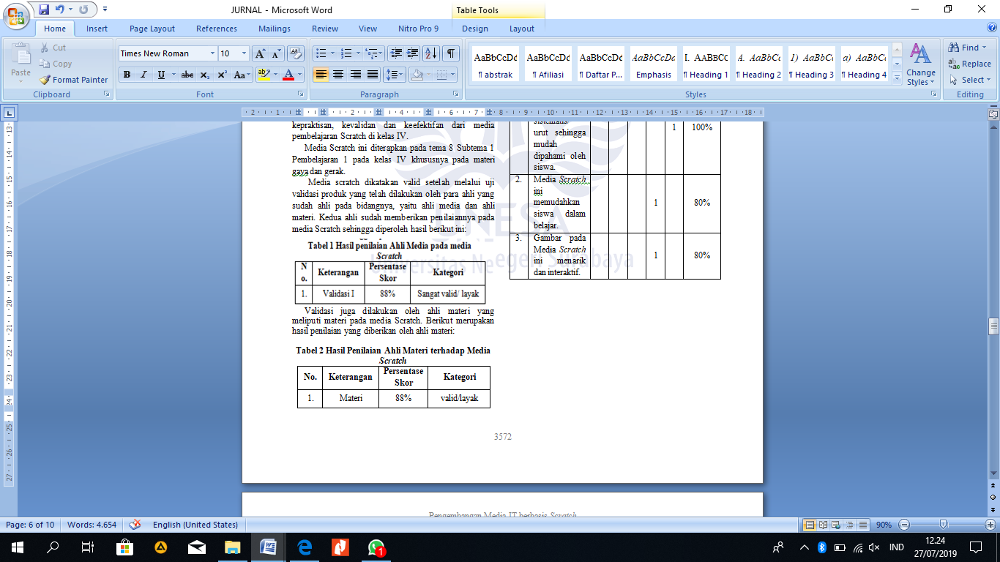 JURNAL - Microsoft Word
Table Tools
Home Insert Page Layout References Mailings Review View Nitro Pro 9 Design Layout
Paste
Cut
Copy
Format Painter
Clipboard
Times New Roman 10
Font
Paragraph
AaBbCcDd AaBbCcDd AaBbCcDd AaBbCcDd I. AABBCC A. AaBbCc 1) AaBbCc a) AaBbCc
¶ abstrak ¶ Afiliasi ¶ Daftar P... Emphasis ¶ Heading 1 ¶ Heading 2 ¶ Heading 3 ¶ Heading 4
Change
Styles
Styles
Find
Replace
Select
Editing
kepraktisan, kevalidan dan keefektifan dari media
pembelajaran Scratch di kelas IV.
Media Scratch ini diterapkan pada tema 8 Subtema 1
Pembelajaran 1 pada kelas IV khususnya pada materi
gaya dan gerak.
Media scratch dikatakan valid setelah melalui uji
validasi produk yang telah dilakukan oleh para ahli yang
sudah ahli pada bidangnya, yaitu ahli media dan ahli
materi. Kedua ahli sudah memberikan penilaiannya pada
media Scratch sehingga diperoleh hasil berikut ini:
Tabel 1 Hasil penilaian Ahli Media pada media
Scratch
N
o.
Keterangan
Persentase
Skor
Kategori
1. Validasi I 88% Sangat valid/ layak
Validasi juga dilakukan oleh ahli materi yang
meliputi materi pada media Scratch. Berikut merupakan
hasil penilaian yang diberikan oleh ahli materi:
Tabel 2 Hasil Penilaian Ahli Materi terhadap Media
Scratch
No. Keterangan
Persentase
Skor
Kategori
1. Materi 88% valid/layak
sistematis/
urut sehingga
mudah
dipahami oleh
siswa.
1 100%
2. Media Scratch
ini
memudahkan
siswa dalam
belajar.
1 80%
3. Gambar pada
Media Scratch
ini menarik
dan interaktif.
1 80%
UNESA
Universitas Negeri Surabaya
3572
Pengembangan Media IT berbasis Scratch
Page: 6 of 10 Words: 4.654 English (United States) 90%
IND
12.24
27/07/2019